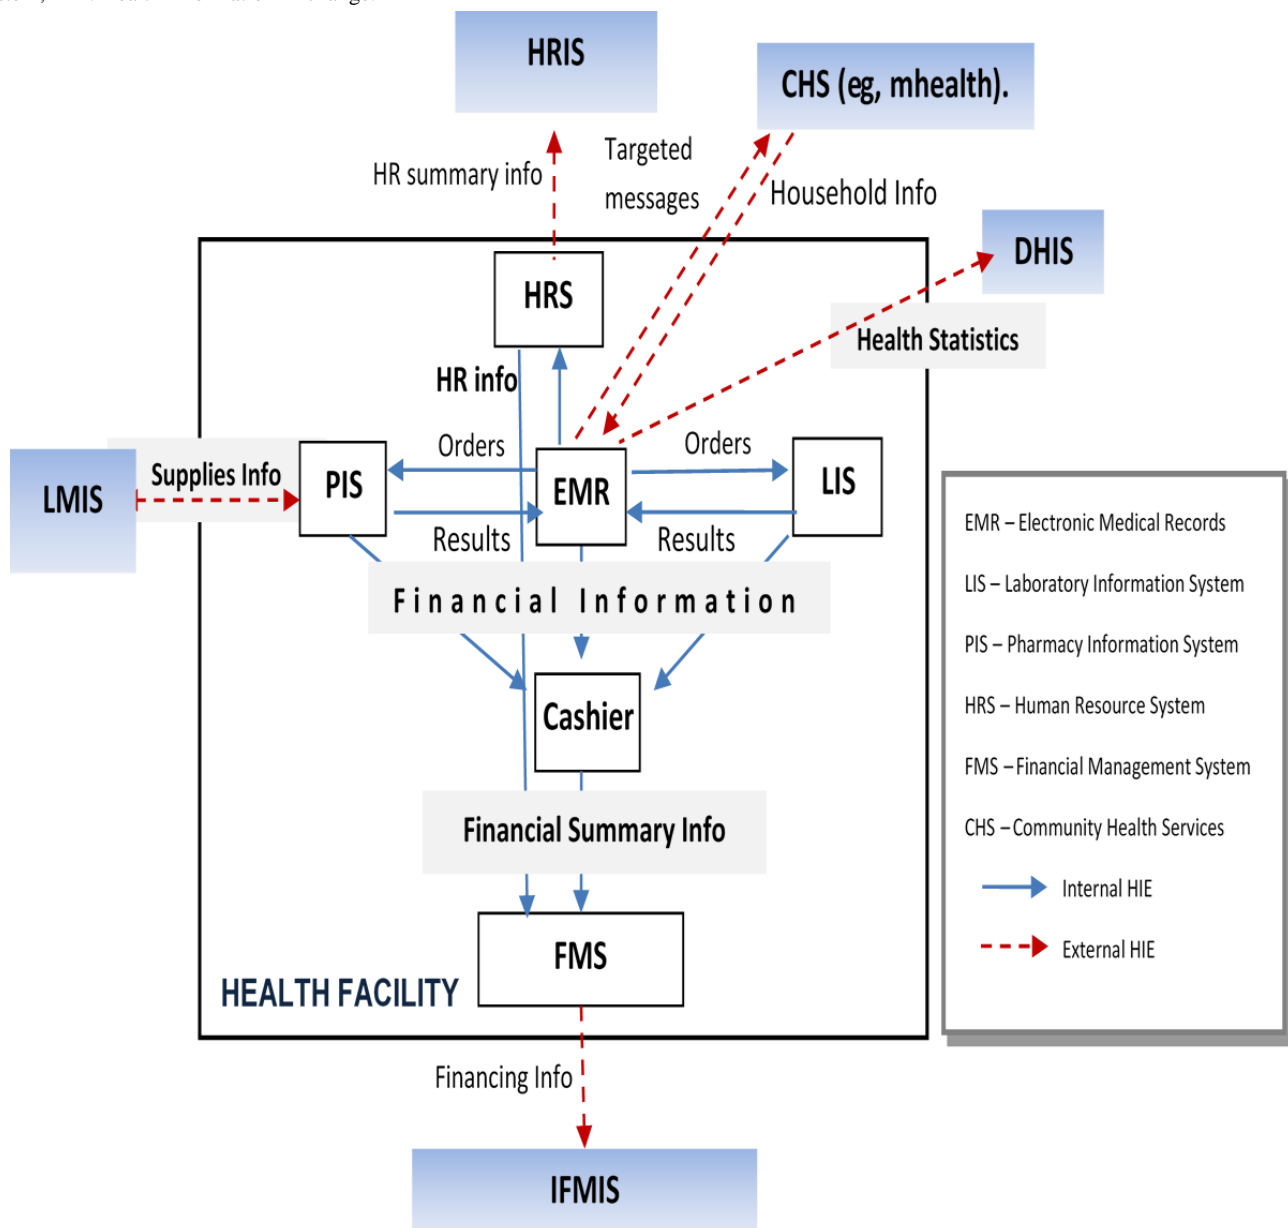 HRIS
CHS (eg, mhealth).
Targeted
messages
HR summary info
Household Info
DHIS
HRS
Health Statistics
HR info
Orders
Orders
LMIS
Supplies Info
PIS
EMR
LIS
Results
Results
Financial Information
Cashier
Financial Summary Info
FMS
HEALTH FACILITY
Financing Info
IFMIS
EMR – Electronic Medical Records
LIS – Laboratory Information System
PIS – Pharmacy Information System
HRS – Human Resource System
FMS – Financial Management System
CHS – Community Health Services
Internal HIE
External HIE